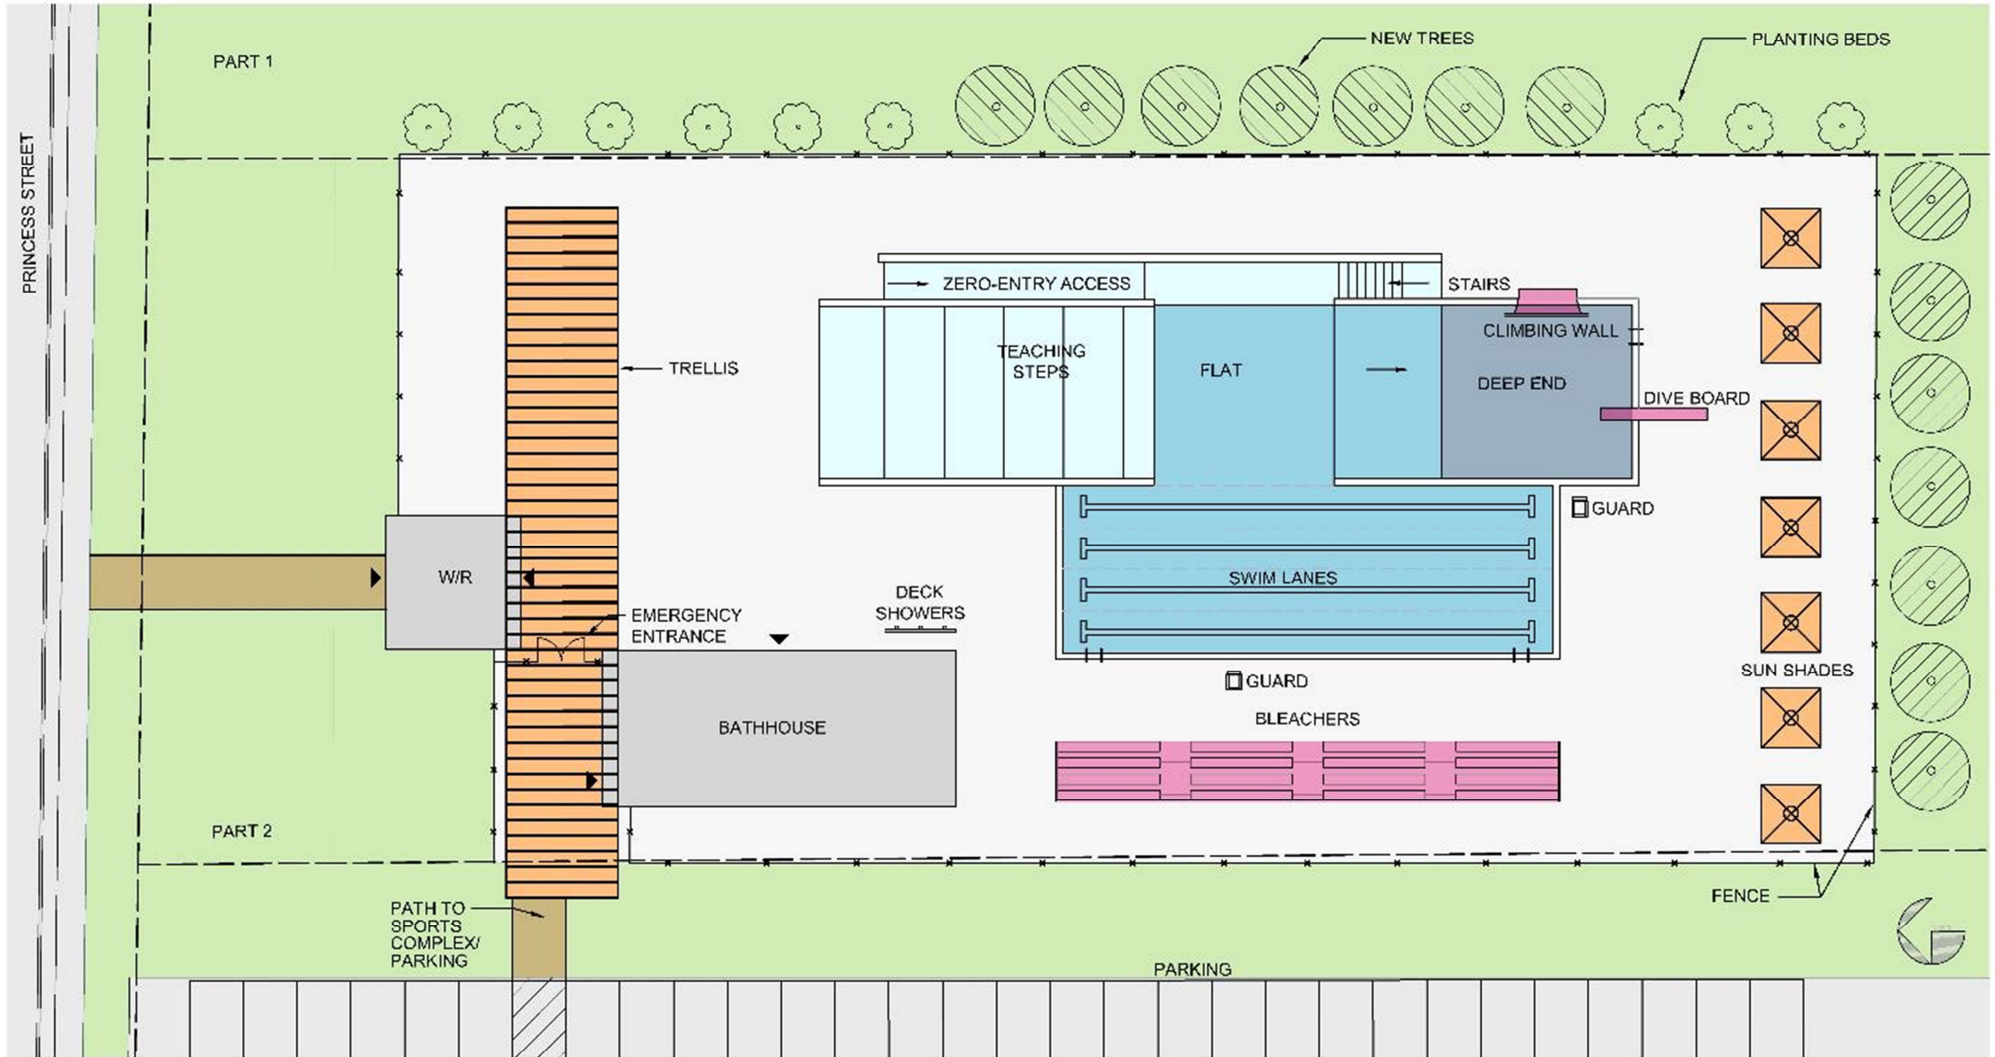 NEW TREES
PLANTING BEDS
PART 1
PRINCESS STREET
ZERO-ENTRY ACCESS
STAIRS
CLIMBING WALL
TEACHING
STEPS
FLAT
TRELLIS
DEEP END
DIVE BOARD
GUARD
W/R
SWIM LANES
DECK
SHOWERS
EMERGENCY
ENTRANCE
SUN SHADES
GUARD
BLEACHERS
BATHHOUSE
PART 2
FENCE
PATH TO
SPORTS
COMPLEX/
PARKING
PARKING